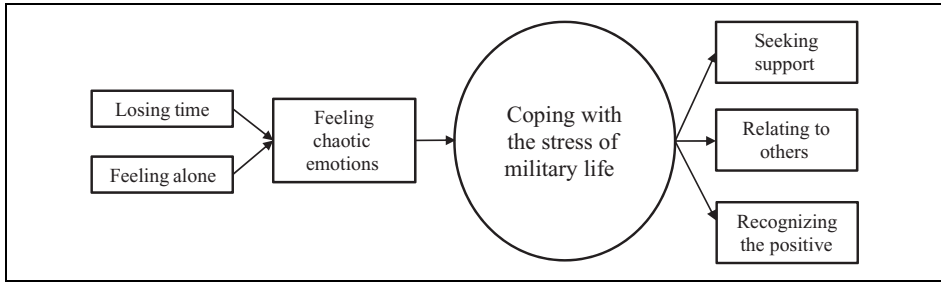 Losing time
Feeling alone
Feeling
chaotic
emotions
Coping with
the stress of
military life
Seeking
support
Relating to
others
Recognizing
the positive